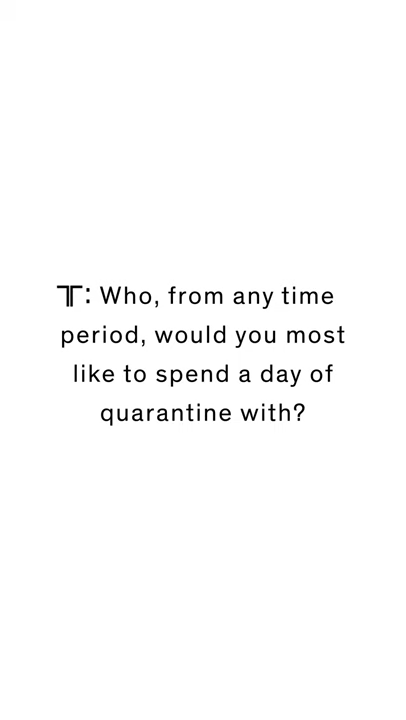 T: Who, from any time
period, would you most
like to spend a day of
quarantine with?